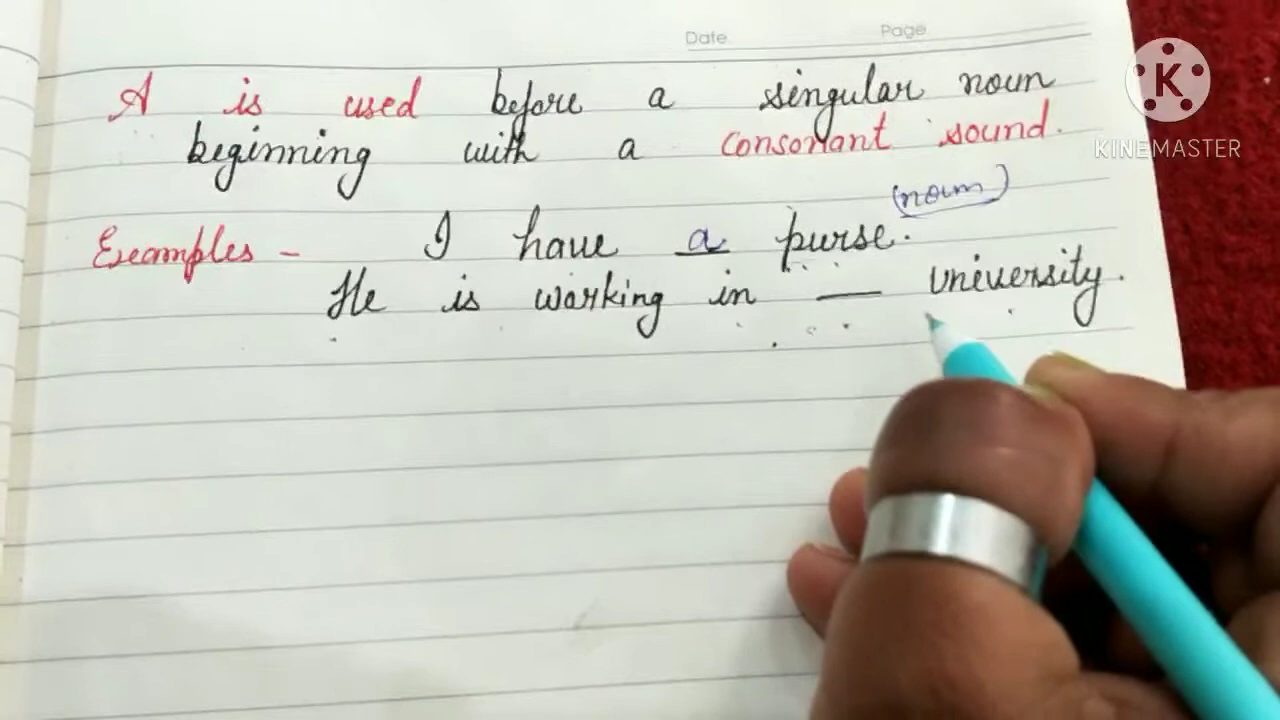 Date Page
A is used before a singular noun
beginning with a consonant sound.
K
KINEMASTER
(noun)
Examples - I have a purse.
He is working in ___ university.